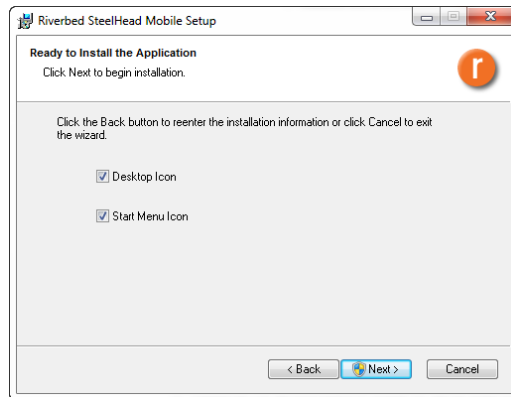 Riverbed SteelHead Mobile Setup
Ready to Install the Application
Click Next to begin installation.
r
Click the Back button to reenter the installation information or click Cancel to exit
the wizard.
Desktop Icon
Start Menu Icon
< Back
Next >
Cancel